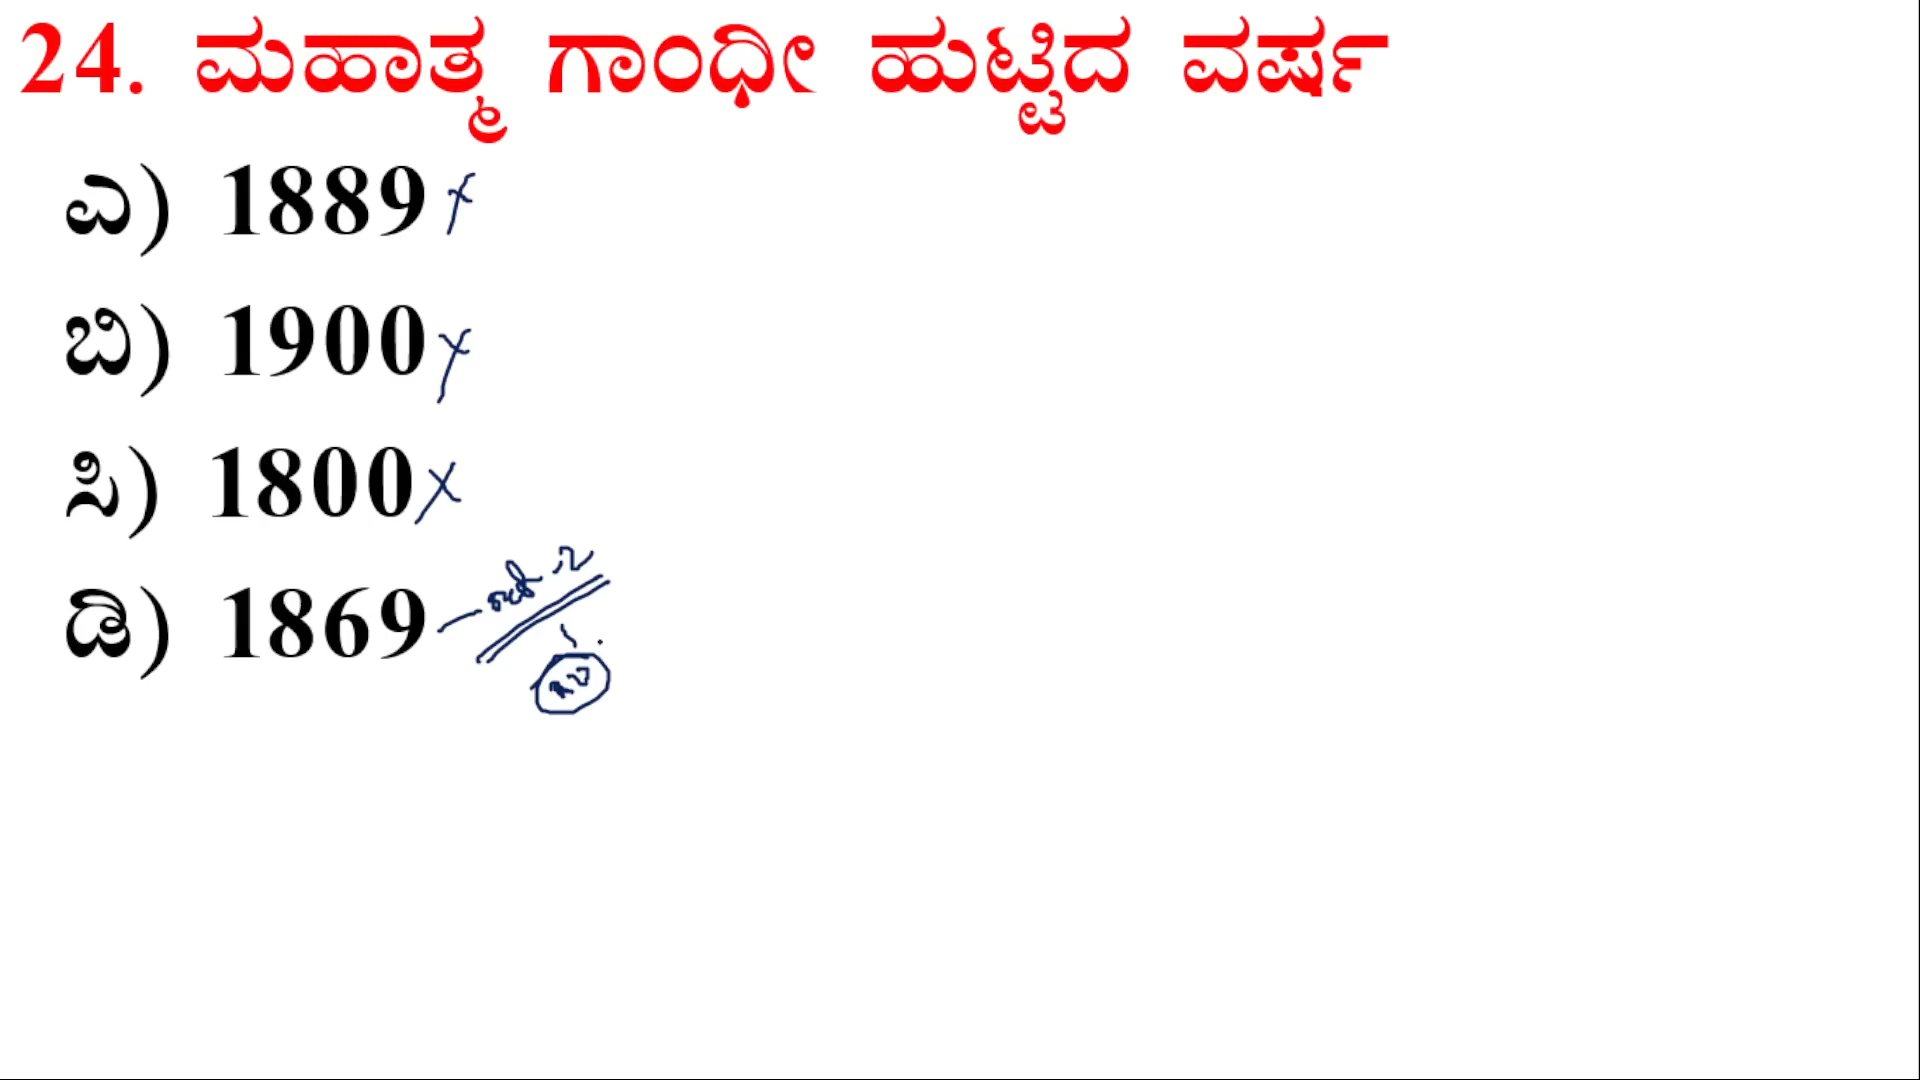 24. ಮಹಾತ್ಮ ಗಾಂಧೀ ಹುಟ್ಟಿದ ವರ್ಷ
ಎ) 1889
ಬಿ) 1900
ಸಿ) 1800
ಡಿ) 1869